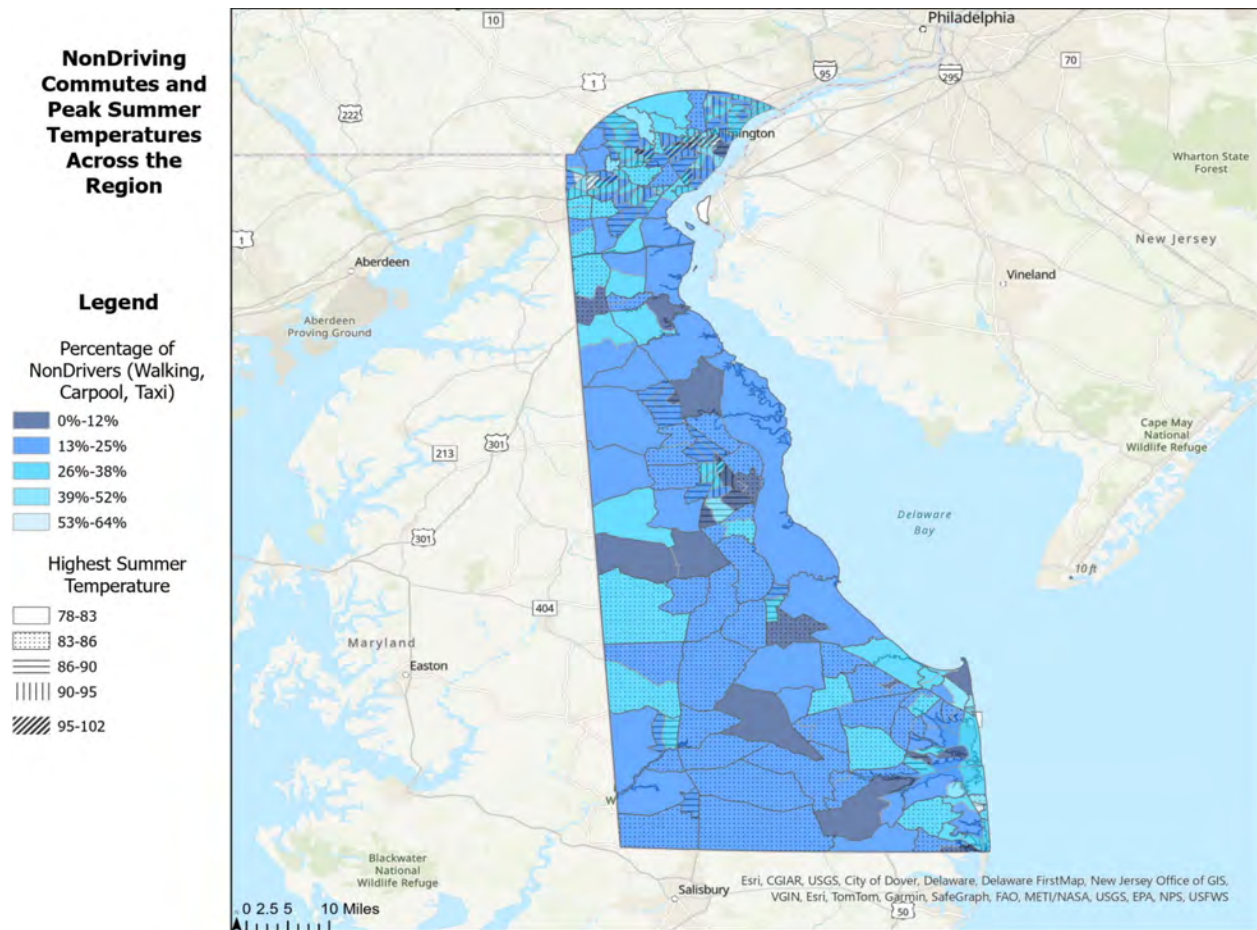 NonDriving
Commutes and
Peak Summer
Temperatures
Across the
Region
Legend
Percentage of
NonDrivers (Walking,
Carpool, Taxi)
0%-12%
13%-25%
26%-38%
39%-52%
53%-64%
Highest Summer
Temperature
78-83
83-86
86-90
90-95
95-102
0 2.5 5 10 Miles
Philadelphia
10
95
295
70
1
222
Wharton State
Forest
New Jersey
1
Aberdeen
Vineland
Aberdeen
Proving Ground
301
213
Cape May
National
Wildlife Refuge
Delaware
Bay
301
10 ft
404
Maryland
Easton
W
Blackwater
National
Wildlife Refuge
Salisbury
50
Esri, CGIAR, USGS, City of Dover, Delaware, Delaware FirstMap, New Jersey Office of GIS,
VGIN, Esri, TomTom, Garmin, SafeGraph, FAO, METI/NASA, USGS, EPA, NPS, USFWS